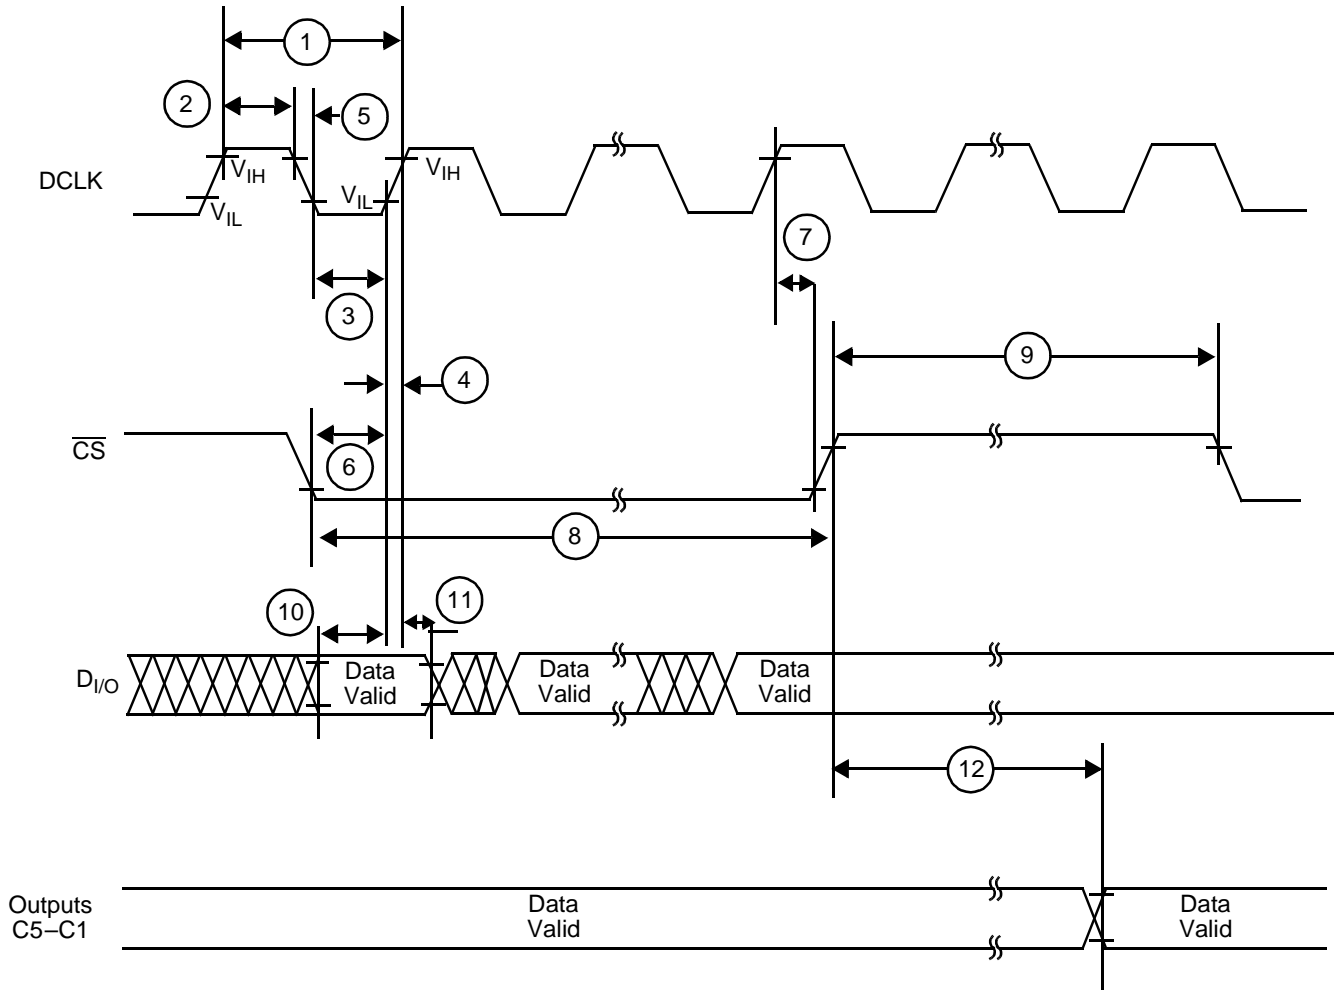 1
2
5
DCLK
VIH
VIL
VIL
VIH
7
3
4
9
CS
6
8
10
11
DI/O
Data
Valid
Data
Valid
Data
Valid
12
Outputs
C5–C1
Data
Valid
Data
Valid